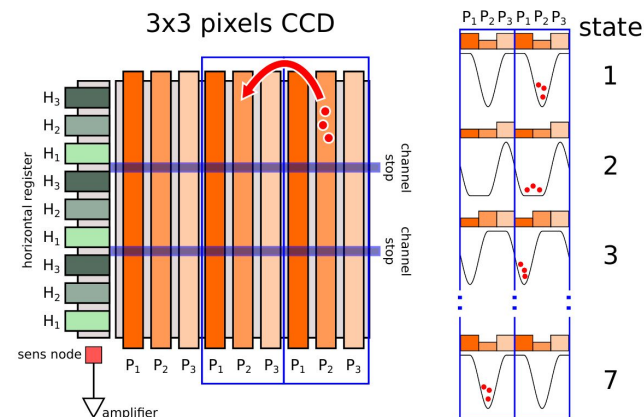 3x3 pixels CCD
H3
H2
H1
H3
H2
H1
H3
H2
H1
horizontal register
channel
stop
channel
stop
sens node
amplifier
P1 P2 P3 P1 P2 P3 P1 P2 P3
P1 P2 P3 P1 P2 P3
state
1
2
3
7